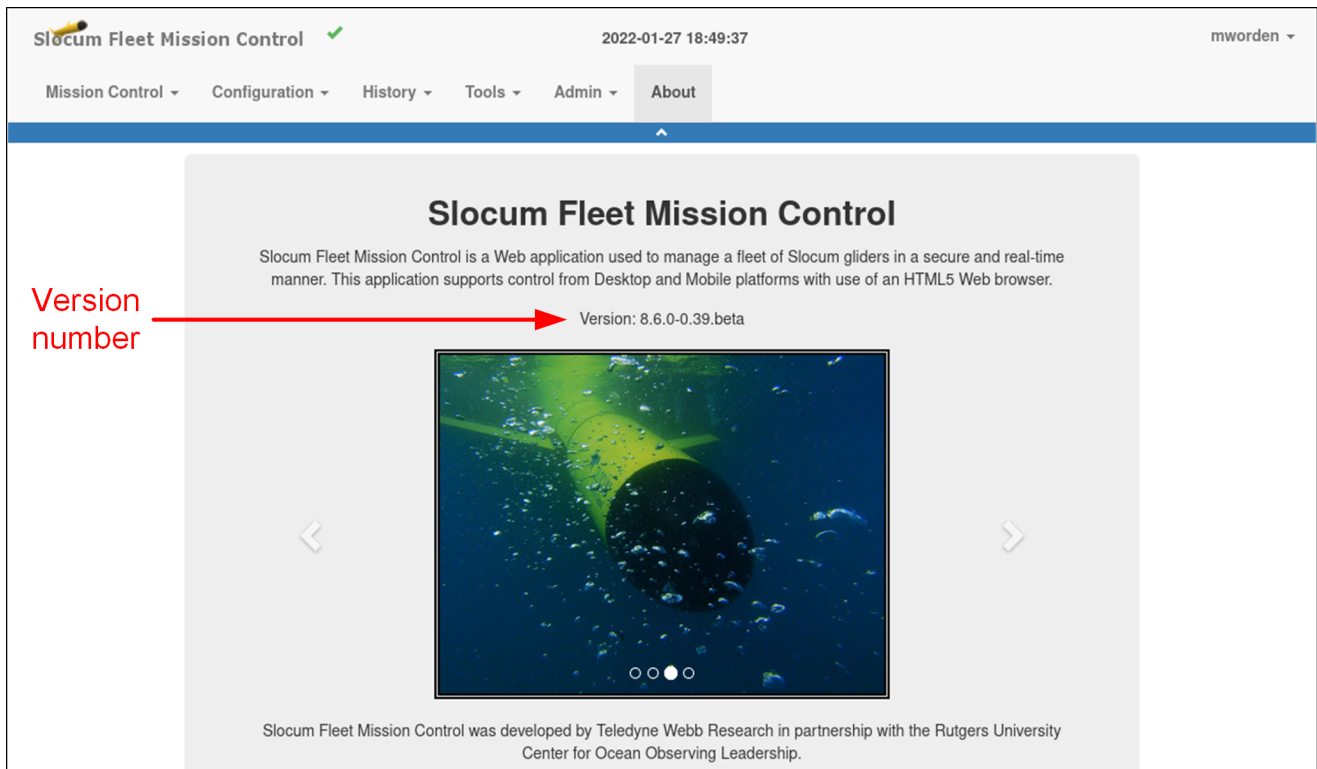 Slocum Fleet Mission Control
2022-01-27 18:49:37
mworden
Mission Control
Configuration
History
Tools
Admin
About
Slocum Fleet Mission Control
Slocum Fleet Mission Control is a Web application used to manage a fleet of Slocum gliders in a secure and real-time
manner. This application supports control from Desktop and Mobile platforms with use of an HTML5 Web browser.
Version
number
Version: 8.6.0-0.39.beta
Slocum Fleet Mission Control was developed by Teledyne Webb Research in partnership with the Rutgers University
Center for Ocean Observing Leadership.